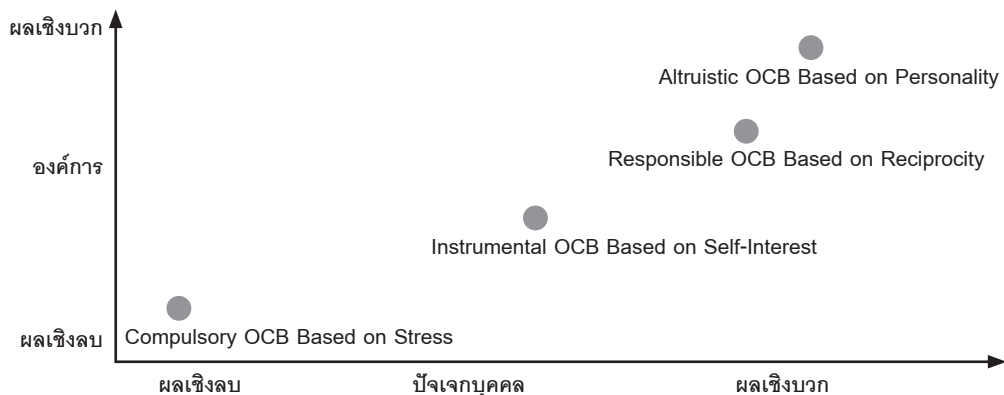 ผลเชิงบวก
Altruistic OCB Based on Personality
องค์การ
Responsible OCB Based on Reciprocity
Instrumental OCB Based on Self-Interest
ผลเชิงลบ
Compulsory OCB Based on Stress
ผลเชิงลบ ปัจเจกบุคคล ผลเชิงบวก